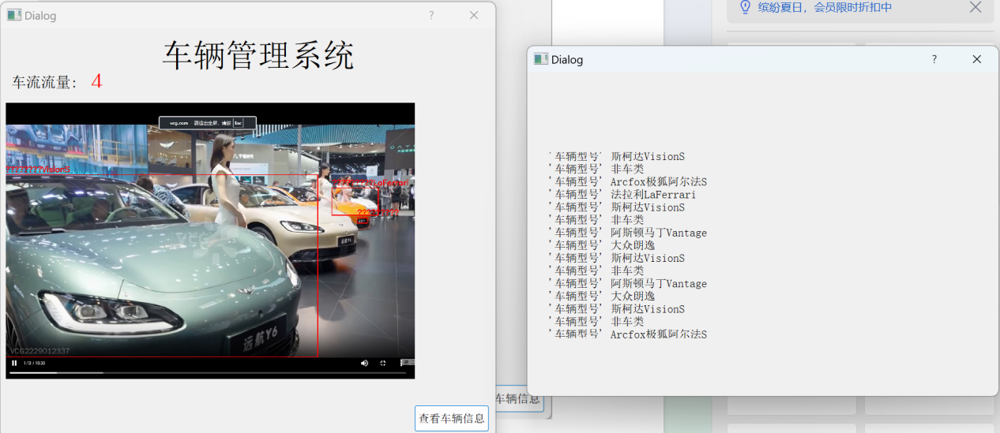 Dialog
车辆管理系统
车流流量： 4
vcg.com
Esc
????????VisionS
????????LaFerrari
?????????
远航Y6
VCG2229012337
1:13 / 10:30
查看车辆信息
车辆信息
缤纷夏日，会员限时折扣中
Dialog
'车辆型号' 斯柯达VisionS
'车辆型号' 非车类
'车辆型号' Arcfox极狐阿尔法S
'车辆型号' 法拉利LaFerrari
'车辆型号' 斯柯达VisionS
'车辆型号' 非车类
'车辆型号' 阿斯顿马丁Vantage
'车辆型号' 大众朗逸
'车辆型号' 斯柯达VisionS
'车辆型号' 非车类
'车辆型号' 阿斯顿马丁Vantage
'车辆型号' 大众朗逸
'车辆型号' 斯柯达VisionS
'车辆型号' 非车类
'车辆型号' Arcfox极狐阿尔法S